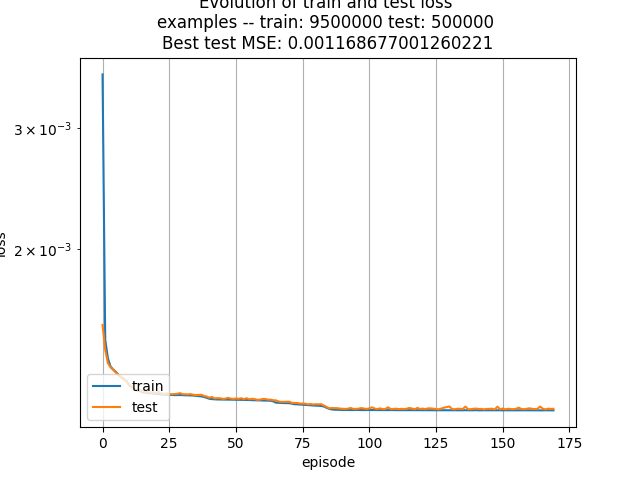 Evolution of train and test loss
examples -- train: 9500000 test: 500000
Best test MSE: 0.001168677001260221
3 × 10⁻³
2 × 10⁻³
loss
train
test
0 25 50 75 100 125 150 175
episode